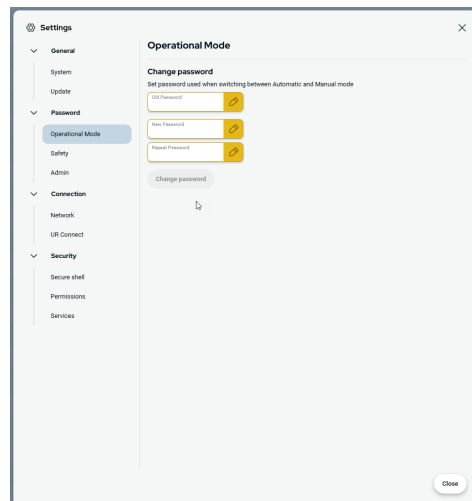 Settings
General
System
Update
Password
Operational Mode
Safety
Admin
Connection
Network
UR Connect
Security
Secure shell
Permissions
Services
Operational Mode
Change password
Set password used when switching between Automatic and Manual mode
Old Password
New Password
Repeat Password
Change password
Close